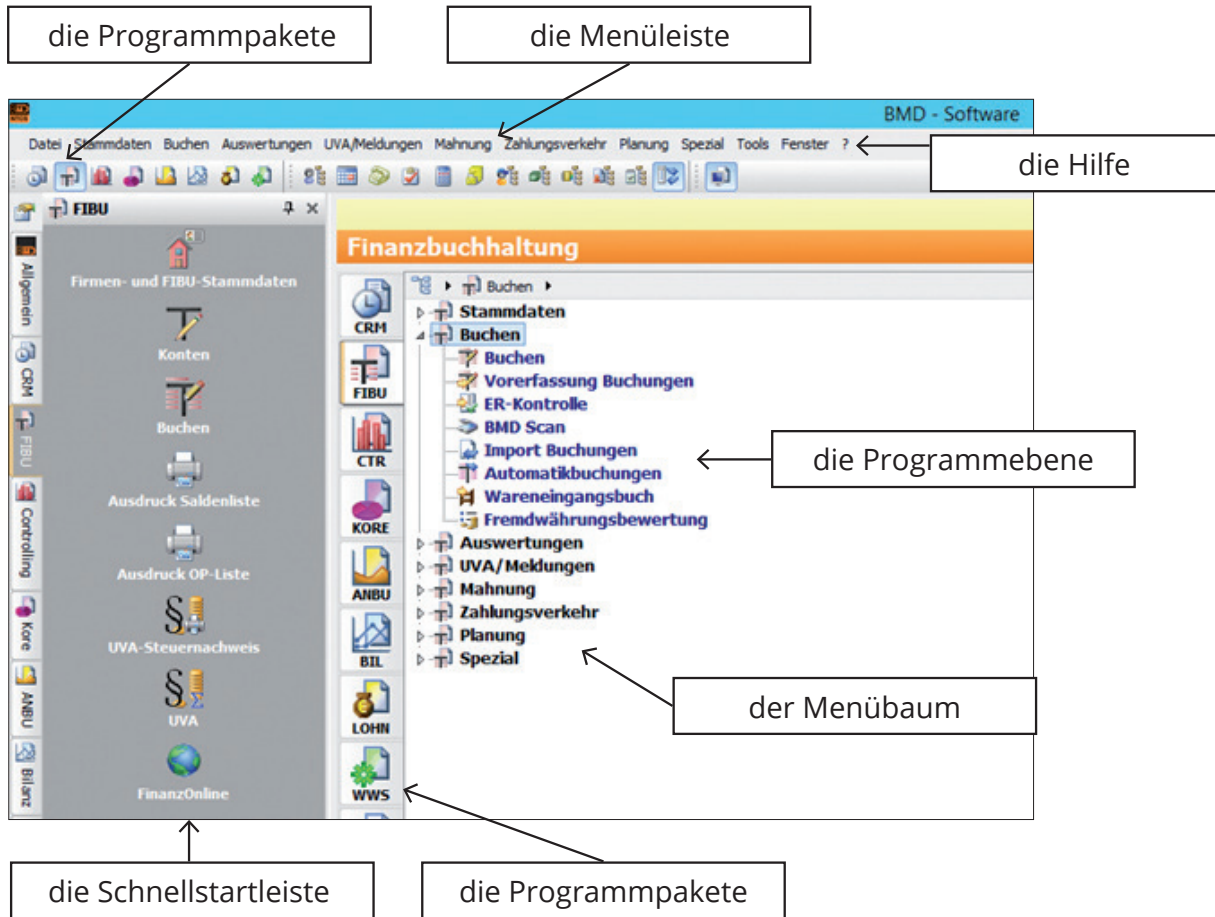 die Programmpakete
die Menüleiste
BMD - Software
Datei Stammdaten Buchen Auswertungen UVA/Meldungen Mahnung Zahlungsverkehr Planung Spezial Tools Fenster ?
die Hilfe
FIBU
Finanzbuchhaltung
Allgemein
CRM
FIBU
Controlling
Kore
ANBU
Bilanz
Firmen- und FIBU-Stammdaten
Konten
Buchen
Ausdruck Saldenliste
Ausdruck OP-Liste
UVA-Steuernachweis
UVA
FinanzOnline
CRM
FIBU
CTR
KORE
ANBU
BIL
LOHN
WWS
Buchen
Stammdaten
Buchen
Buchen
Vorerfassung Buchungen
ER-Kontrolle
BMD Scan
Import Buchungen
Automatikbuchungen
Wareneingangsbuch
Fremdwährungsbewertung
Auswertungen
UVA/Meldungen
Mahnung
Zahlungsverkehr
Planung
Spezial
die Programmebene
der Menübaum
die Schnellstartleiste
die Programmpakete